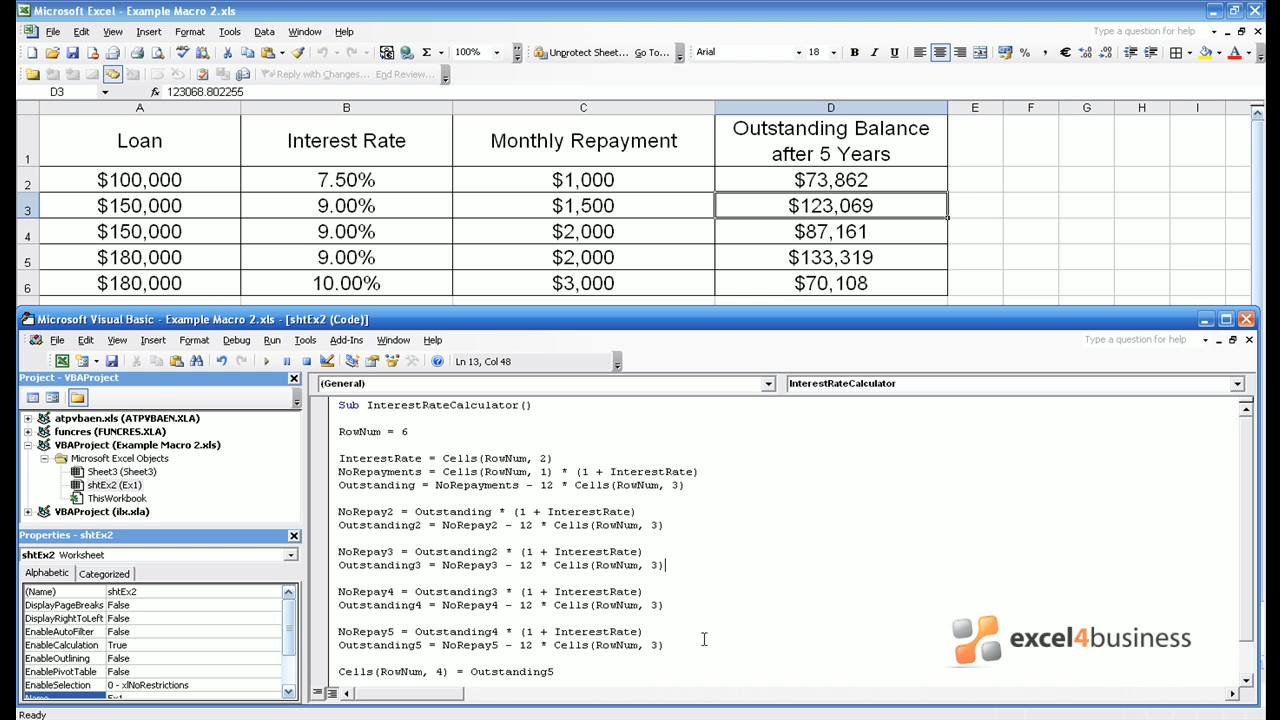 Microsoft Excel - Example Macro 2.xls
File Edit View Insert Format Tools Data Window Help
Type a question for help
100% Unprotect Sheet... Go To... Arial 18 B I U
Reply with Changes... End Review...
D3 fx 123068.802255
A B C D E F G H I
1 Loan Interest Rate Monthly Repayment Outstanding Balance
after 5 Years
2 $100,000 7.50% $1,000 $73,862
3 $150,000 9.00% $1,500 $123,069
4 $150,000 9.00% $2,000 $87,161
5 $180,000 9.00% $2,000 $133,319
6 $180,000 10.00% $3,000 $70,108
Microsoft Visual Basic - Example Macro 2.xls - [shtEx2 (Code)]
File Edit View Insert Format Debug Run Tools Add-Ins Window Help
Type a question for help
Ln 13, Col 48
Project - VBAProject
atpvbaen.xls (ATPVBAEN.XLA)
funcres (FUNCRES.XLA)
VBAProject (Example Macro 2.xls)
Microsoft Excel Objects
Sheet3 (Sheet3)
shtEx2 (Ex1)
ThisWorkbook
VBAProject (ilx.xla)
Properties - shtEx2
shtEx2 Worksheet
Alphabetic Categorized
(Name) shtEx2
DisplayPageBreaks False
DisplayRightToLeft False
EnableAutoFilter False
EnableCalculation True
EnableOutlining False
EnablePivotTable False
EnableSelection 0 - xlNoRestrictions
Name Ex1
(General) InterestRateCalculator
Sub InterestRateCalculator()
RowNum = 6
InterestRate = Cells(RowNum, 2)
NoRepayments = Cells(RowNum, 1) * (1 + InterestRate)
Outstanding = NoRepayments - 12 * Cells(RowNum, 3)
NoRepay2 = Outstanding * (1 + InterestRate)
Outstanding2 = NoRepay2 - 12 * Cells(RowNum, 3)
NoRepay3 = Outstanding2 * (1 + InterestRate)
Outstanding3 = NoRepay3 - 12 * Cells(RowNum, 3)
NoRepay4 = Outstanding3 * (1 + InterestRate)
Outstanding4 = NoRepay4 - 12 * Cells(RowNum, 3)
NoRepay5 = Outstanding4 * (1 + InterestRate)
Outstanding5 = NoRepay5 - 12 * Cells(RowNum, 3)
Cells(RowNum, 4) = Outstanding5
excel4business
Ready